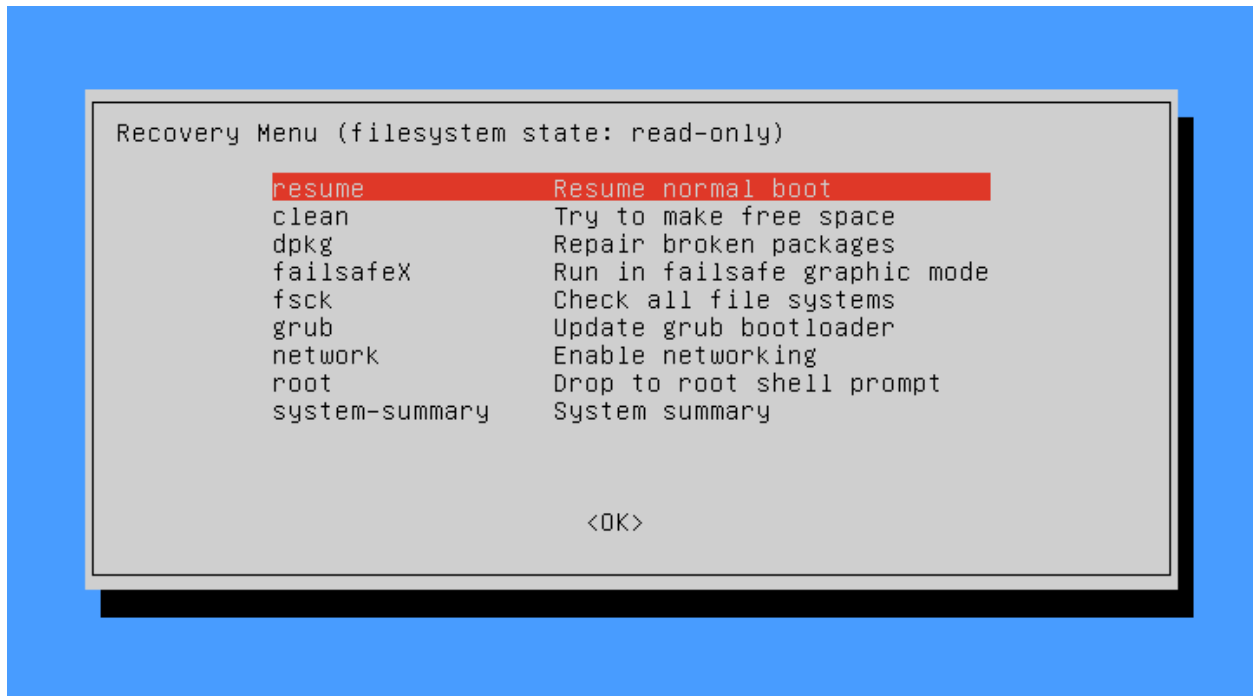 Recovery Menu (filesystem state: read-only)
resume Resume normal boot
clean Try to make free space
dpkg Repair broken packages
failsafeX Run in failsafe graphic mode
fsck Check all file systems
grub Update grub bootloader
network Enable networking
root Drop to root shell prompt
system-summary System summary
<OK>